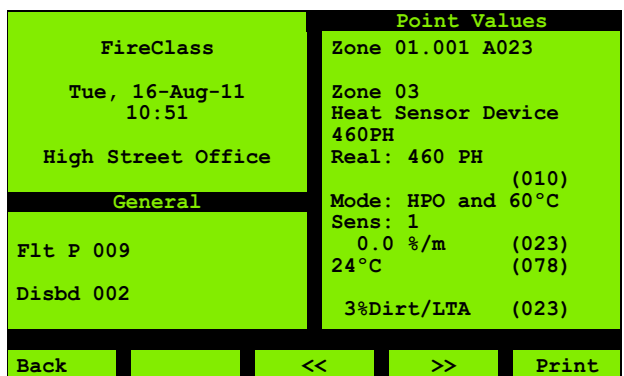 FireClass
Tue, 16-Aug-11
10:51
High Street Office
General
Flt P 009
Disbd 002
Point Values
Zone 01.001 A023
Zone 03
Heat Sensor Device
460PH
Real: 460 PH
(010)
Mode: HPO and 60°C
Sens: 1
0.0 %/m (023)
24°C (078)
3%Dirt/LTA (023)
Back << >> Print